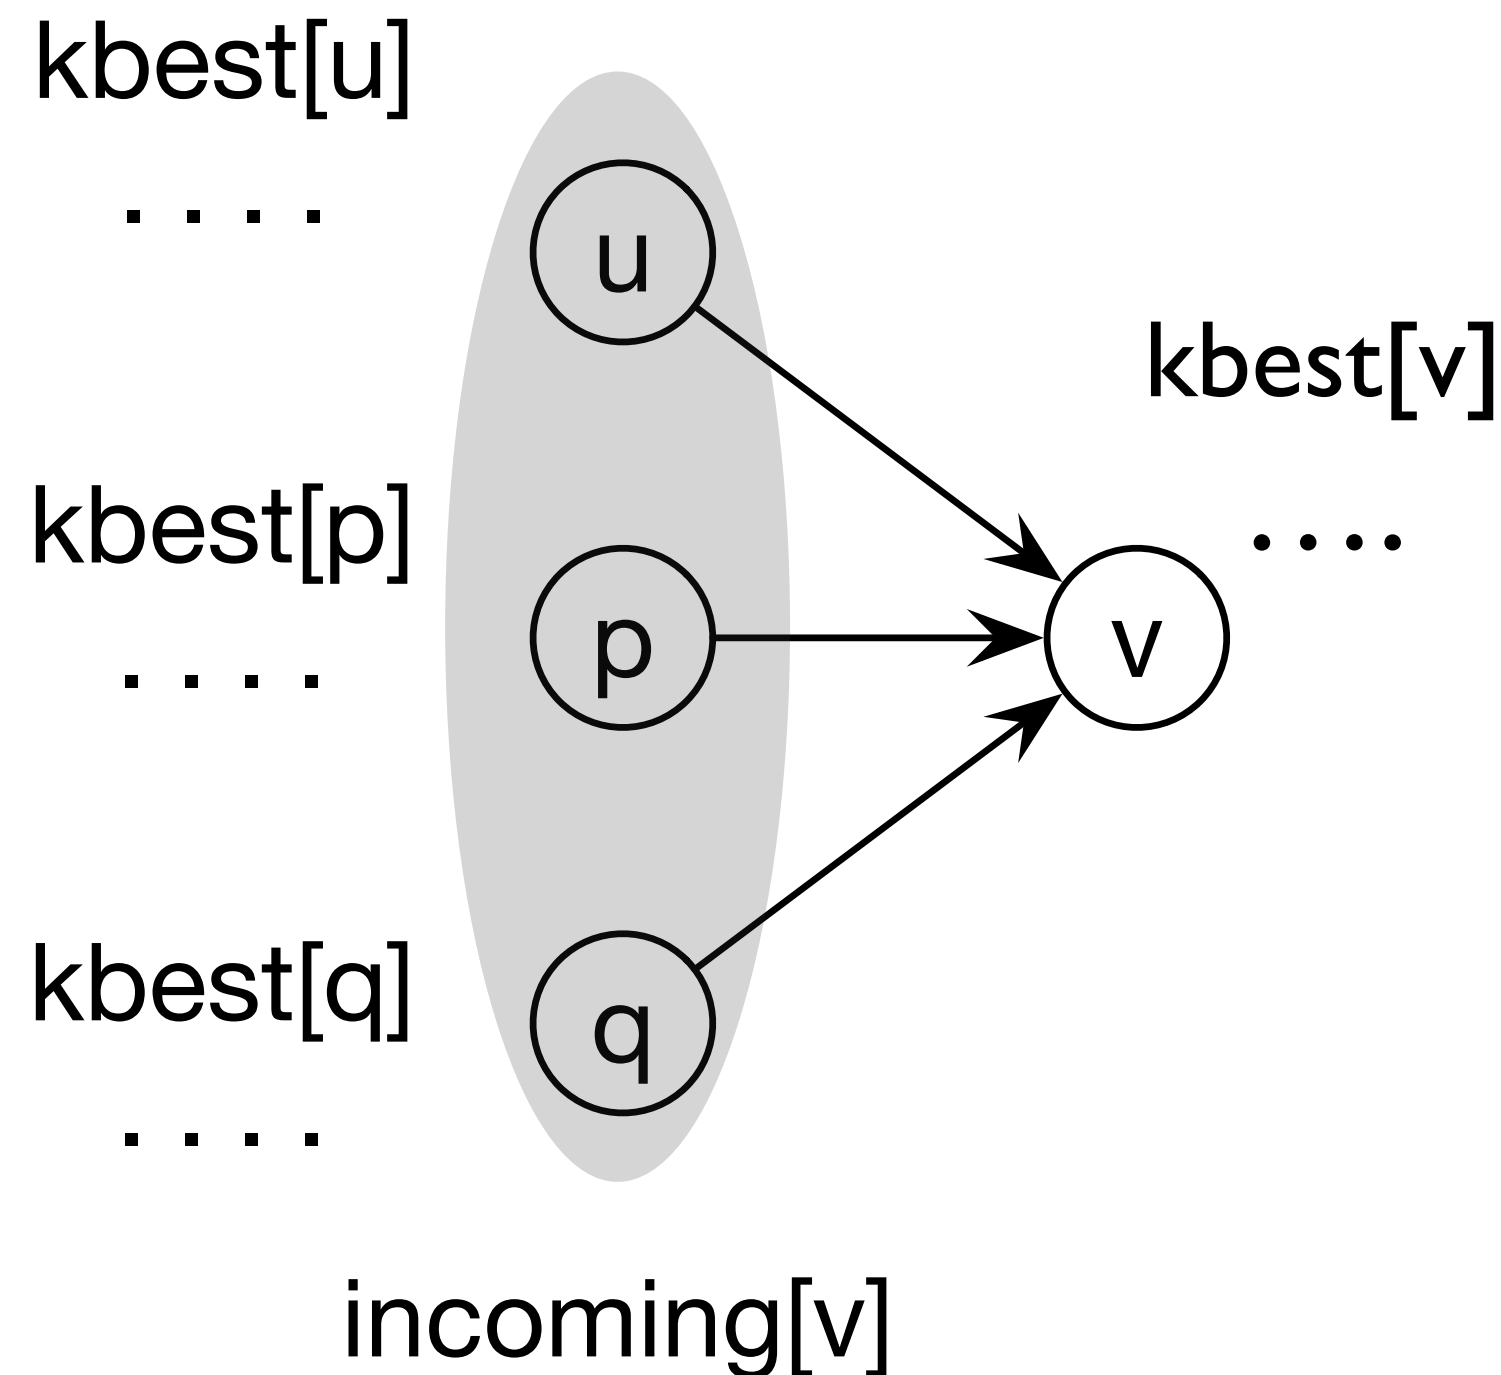 kbest[u]
. . . .
u
kbest[v]
kbest[p]
. . . .
p
v
. . . .
kbest[q]
. . . .
q
incoming[v]